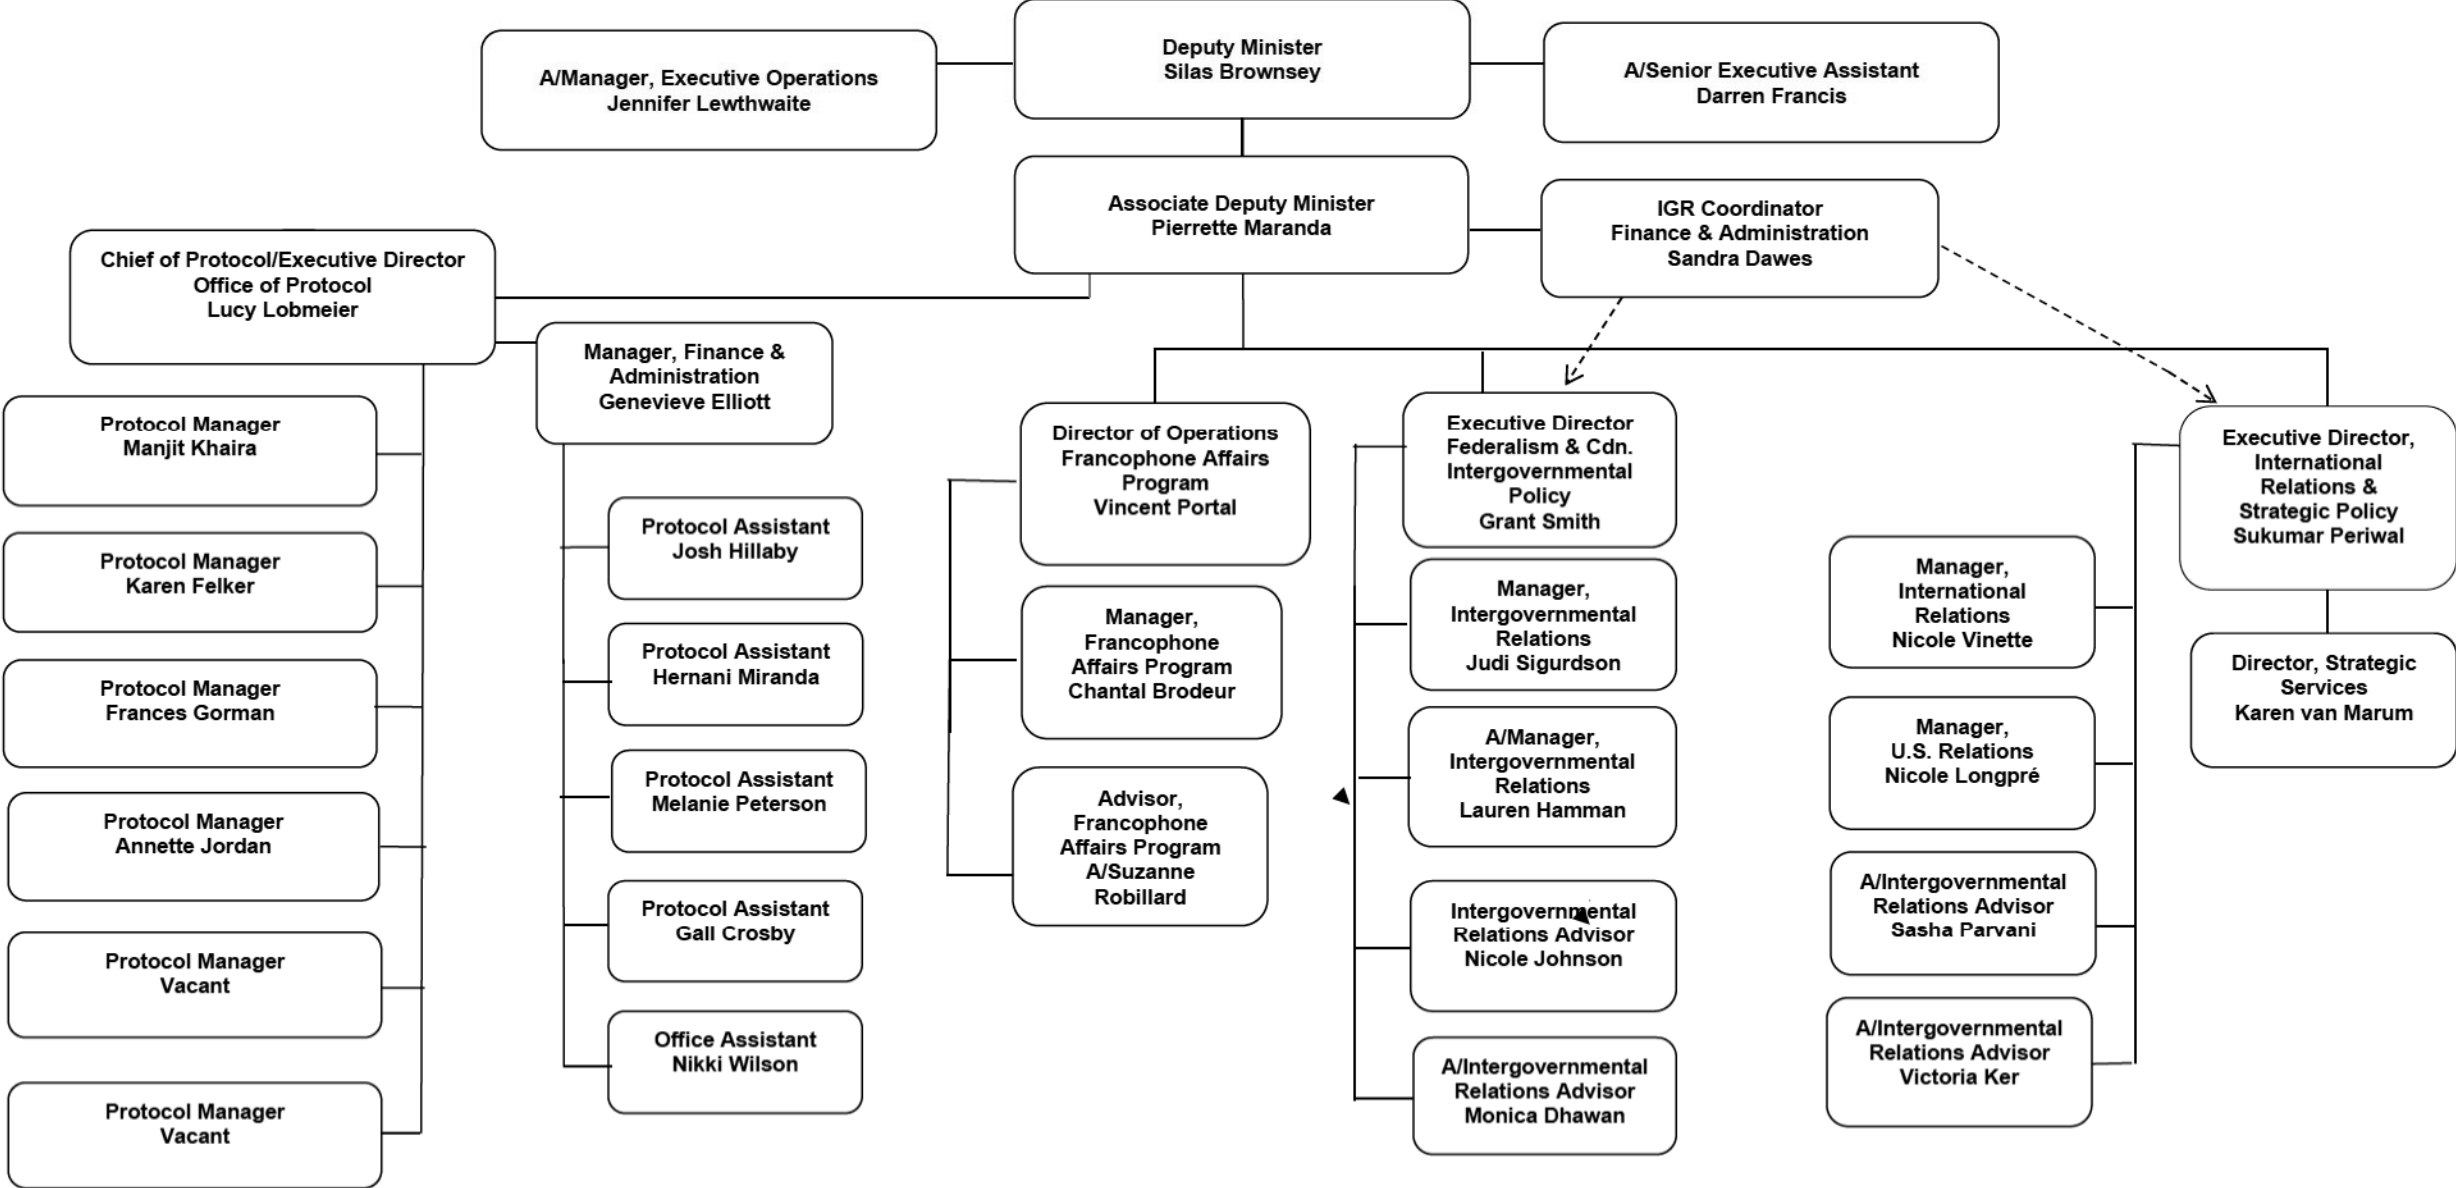 Deputy Minister
Silas Brownsey
A/Manager, Executive Operations
Jennifer Lewthwaite
A/Senior Executive Assistant
Darren Francis
Associate Deputy Minister
Pierrette Maranda
IGR Coordinator
Finance & Administration
Sandra Dawes
Chief of Protocol/Executive Director
Office of Protocol
Lucy Lobmeier
Manager, Finance &
Administration
Genevieve Elliott
Protocol Manager
Manjit Khaira
Protocol Manager
Karen Felker
Protocol Manager
Frances Gorman
Protocol Manager
Annette Jordan
Protocol Manager
Vacant
Protocol Manager
Vacant
Protocol Assistant
Josh Hillaby
Protocol Assistant
Hernani Miranda
Protocol Assistant
Melanie Peterson
Protocol Assistant
Gall Crosby
Office Assistant
Nikki Wilson
Director of Operations
Francophone Affairs
Program
Vincent Portal
Manager,
Francophone
Affairs Program
Chantal Brodeur
Advisor,
Francophone
Affairs Program
A/Suzanne
Robillard
Executive Director
Federalism & Cdn.
Intergovernmental
Policy
Grant Smith
Manager,
Intergovernmental
Relations
Judi Sigurdson
A/Manager,
Intergovernmental
Relations
Lauren Hamman
Intergovernmental
Relations Advisor
Nicole Johnson
A/Intergovernmental
Relations Advisor
Monica Dhawan
Executive Director,
International
Relations &
Strategic Policy
Sukumar Periwal
Manager,
International
Relations
Nicole Vinette
Manager,
U.S. Relations
Nicole Longpré
A/Intergovernmental
Relations Advisor
Sasha Parvani
A/Intergovernmental
Relations Advisor
Victoria Ker
Director, Strategic
Services
Karen van Marum